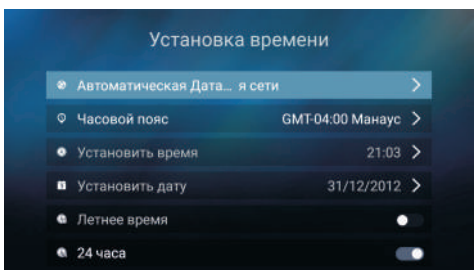 Установка времени
Автоматическая Дата... я сети
Часовой пояс GMT-04:00 Манаус
Установить время 21:03
Установить дату 31/12/2012
Летнее время
24 часа